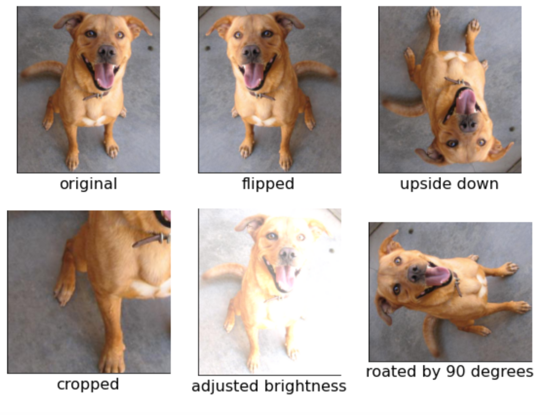 original
flipped
upside down
cropped
adjusted brightness
roated by 90 degrees